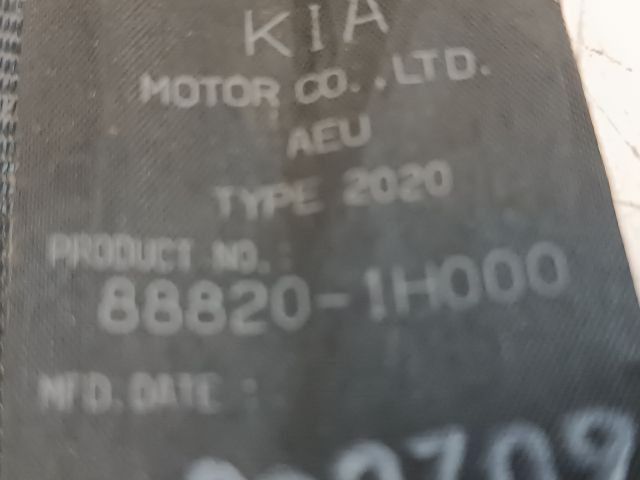 KIA
MOTOR CO.,LTD.
AEU
TYPE 2020
PRODUCT NO.:
88820-1H000
MFD.DATE :